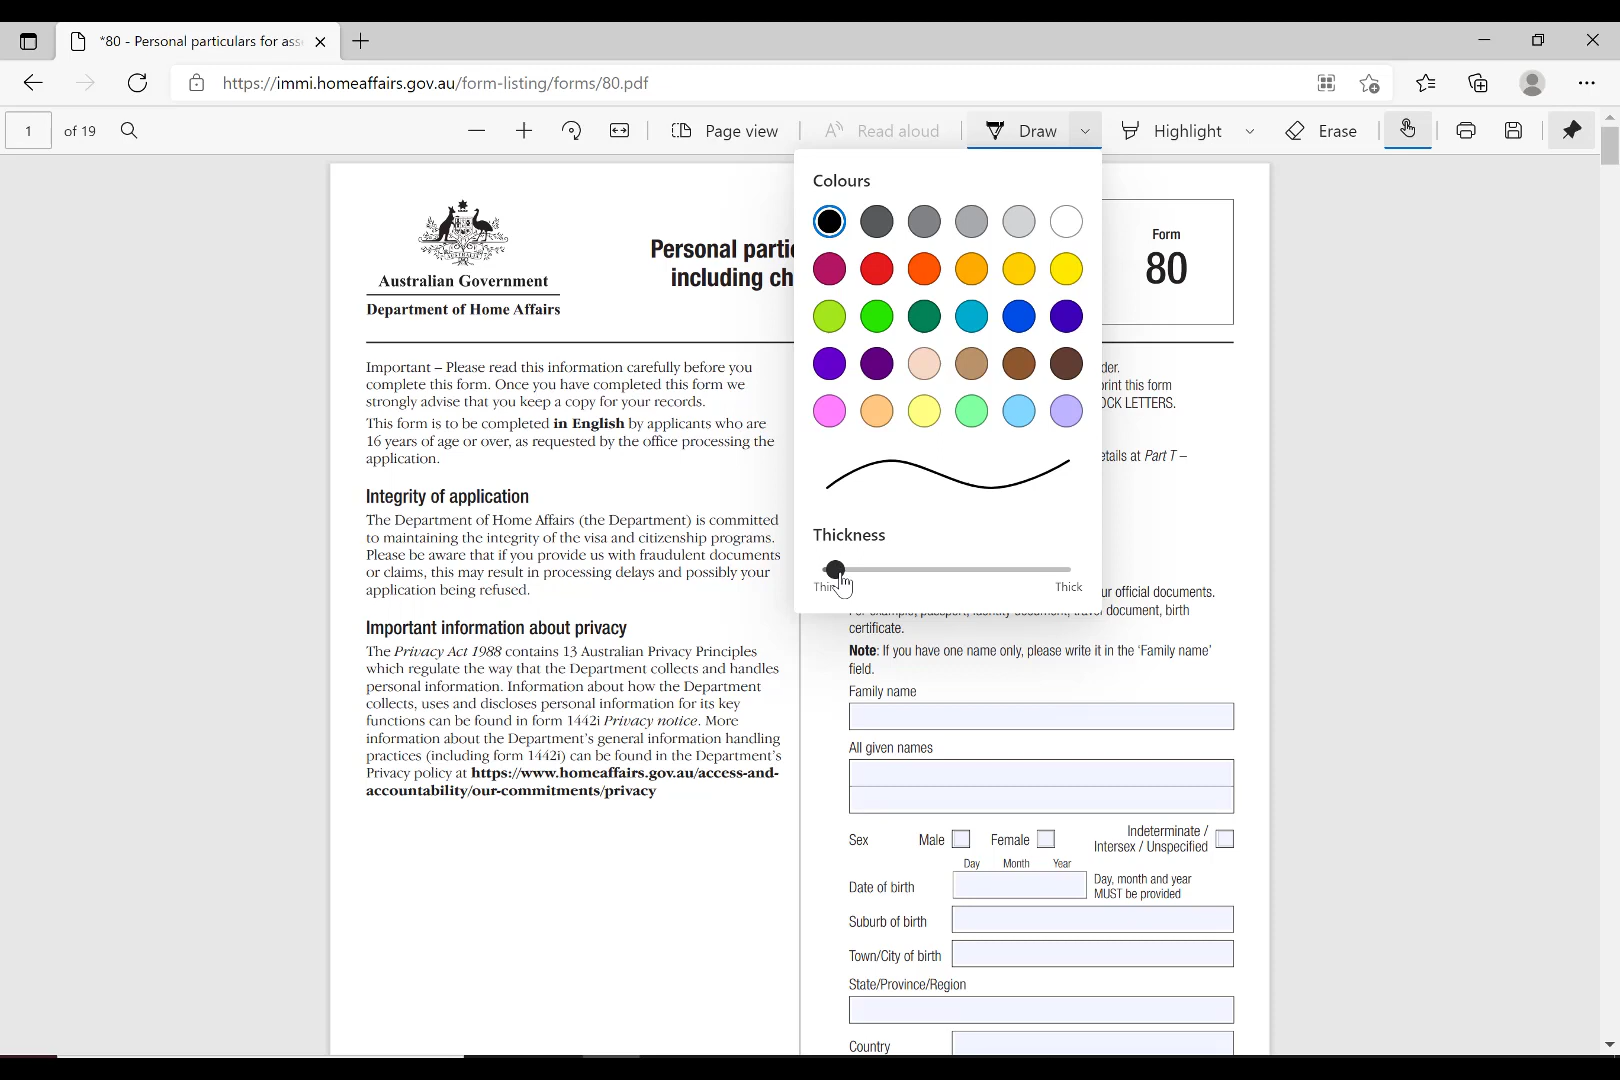 *80 - Personal particulars for ass
https://immi.homeaffairs.gov.au/form-listing/forms/80.pdf
1 of 19
Page view
Read aloud
Draw
Highlight
Erase
Australian Government
Department of Home Affairs
Personal partic
including ch
Form
80
Important – Please read this information carefully before you
complete this form. Once you have completed this form we
strongly advise that you keep a copy for your records.
This form is to be completed in English by applicants who are
16 years of age or over, as requested by the office processing the
application.
Integrity of application
The Department of Home Affairs (the Department) is committed
to maintaining the integrity of the visa and citizenship programs.
Please be aware that if you provide us with fraudulent documents
or claims, this may result in processing delays and possibly your
application being refused.
Important information about privacy
The Privacy Act 1988 contains 13 Australian Privacy Principles
which regulate the way that the Department collects and handles
personal information. Information about how the Department
collects, uses and discloses personal information for its key
functions can be found in form 1442i Privacy notice. More
information about the Department's general information handling
practices (including form 1442i) can be found in the Department's
Privacy policy at https://www.homeaffairs.gov.au/access-and-
accountability/our-commitments/privacy
Colours
Thickness
Thick
der.
rint this form
OCK LETTERS.
etails at Part T –
ur official documents.
document, birth
certificate.
Note: If you have one name only, please write it in the 'Family name'
field.
Family name
All given names
Sex Male Female Indeterminate /
Intersex / Unspecified
Day Month Year
Date of birth Day, month and year
MUST be provided
Suburb of birth
Town/City of birth
State/Province/Region
Country